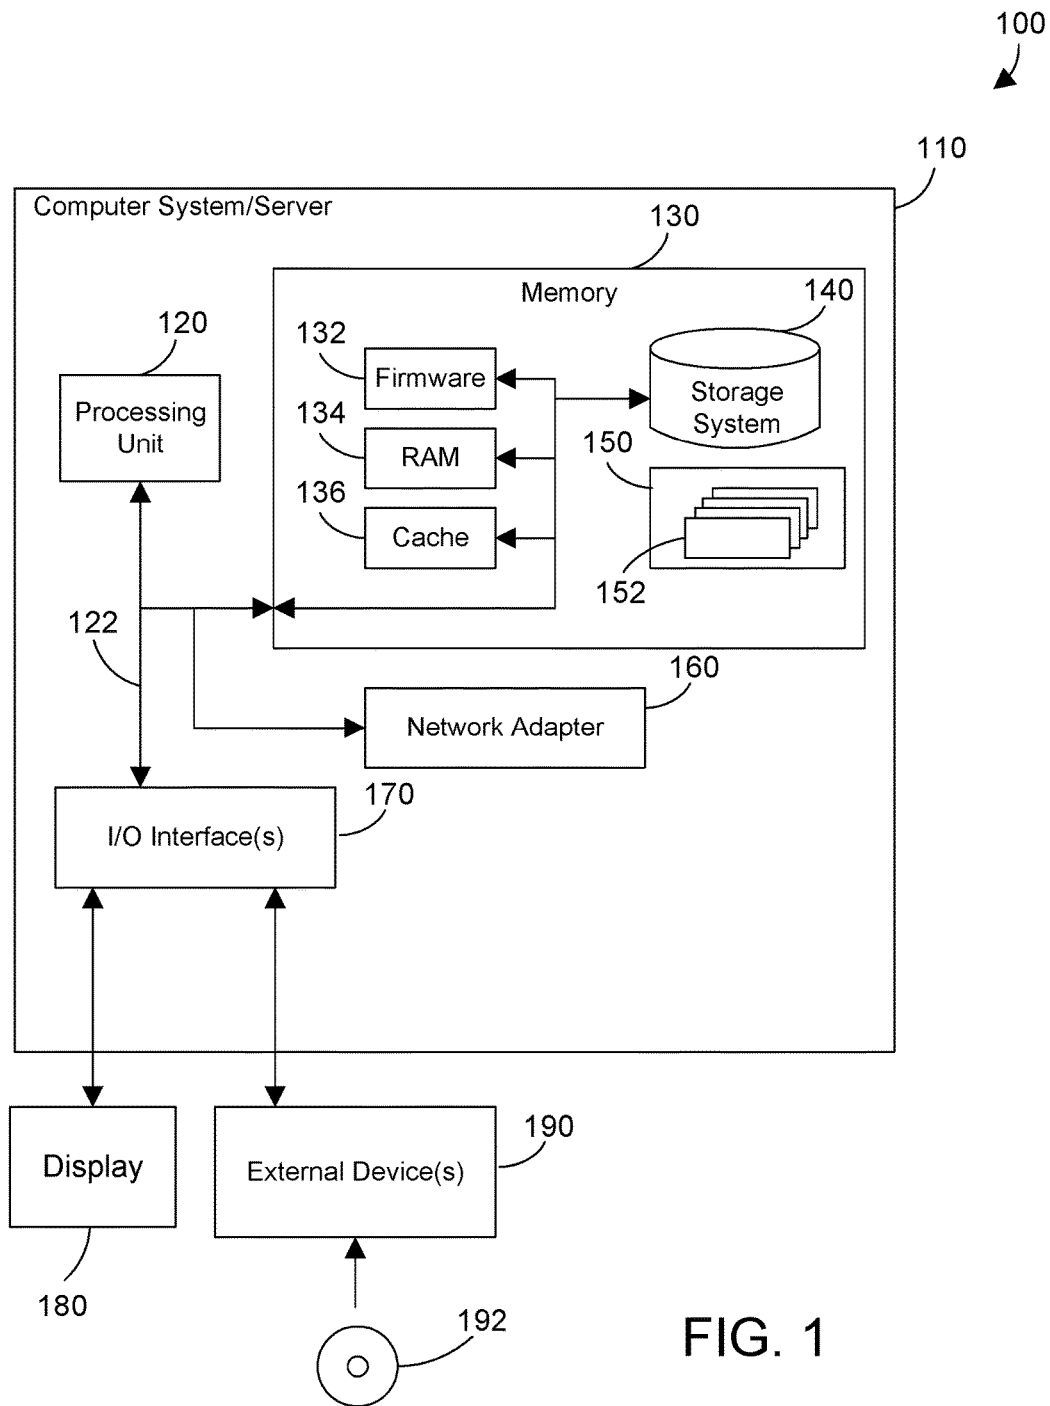 100
110
Computer System/Server
130
Memory
140
120
132
Firmware
Processing
Unit
Storage
System
134
RAM
150
136
Cache
152
122
160
Network Adapter
170
I/O Interface(s)
190
Display
External Device(s)
180
192
FIG. 1